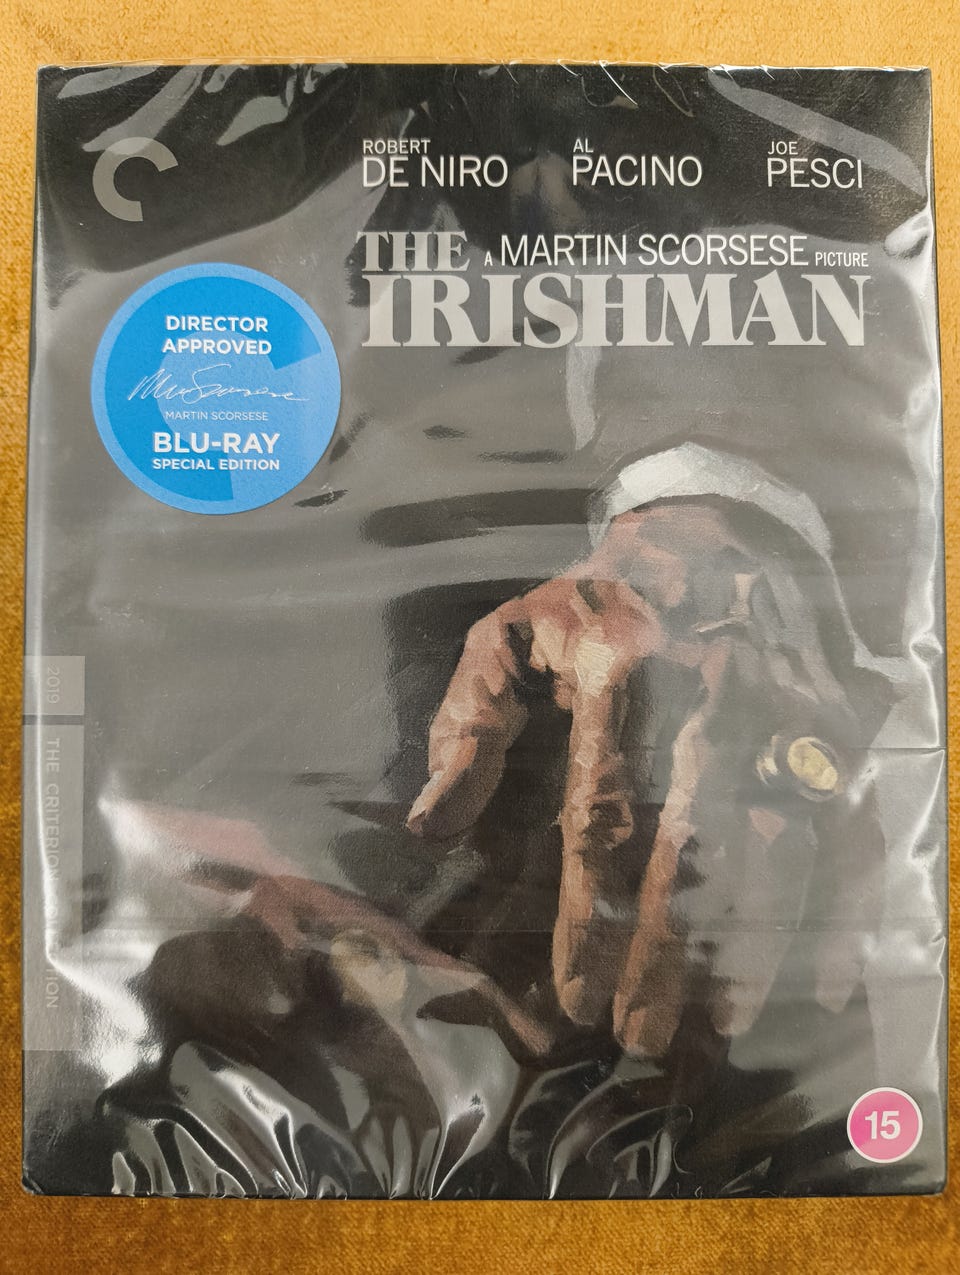 ROBERT
DE NIRO
AL
PACINO
JOE
PESCI
THE
A MARTIN SCORSESE PICTURE
IRISHMAN
DIRECTOR
APPROVED
MARTIN SCORSESE
BLU-RAY
SPECIAL EDITION
2019
THE CRITERION
15